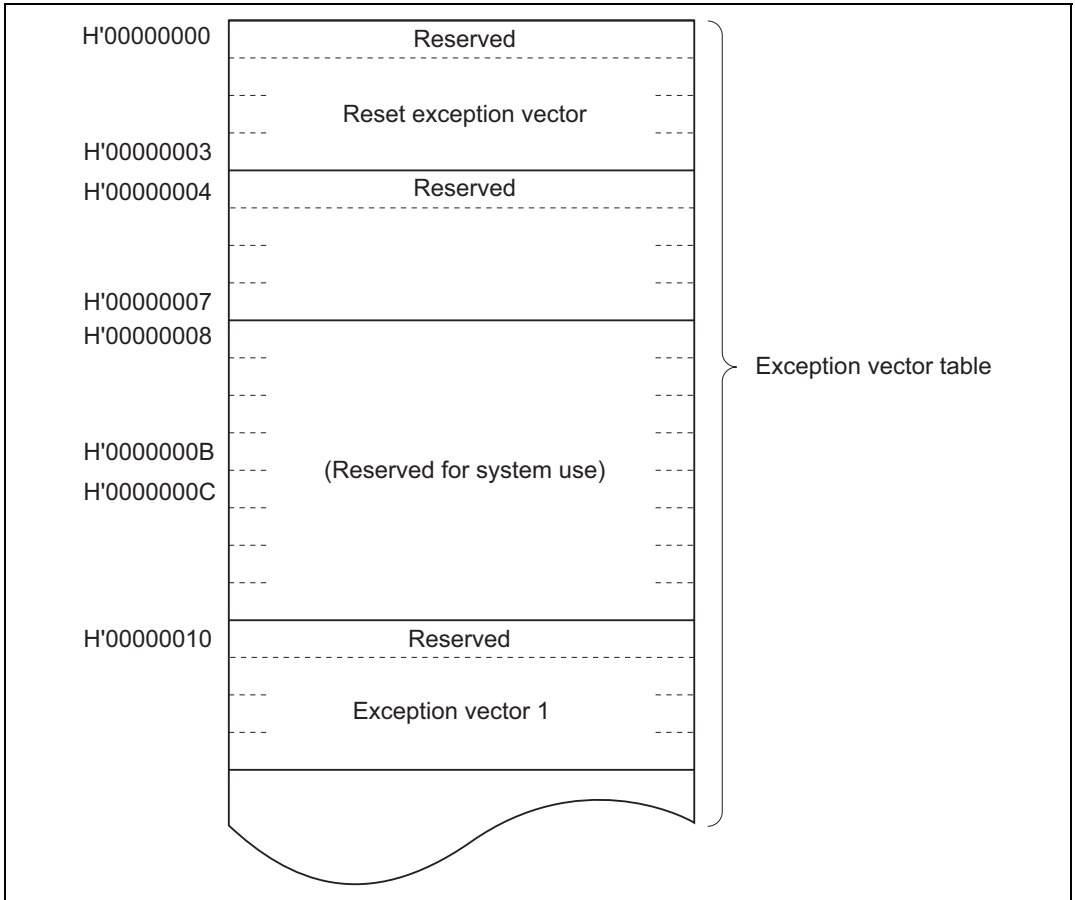 H'00000000 Reserved
Reset exception vector
H'00000003
H'00000004 Reserved
H'00000007
H'00000008
Exception vector table
H'0000000B
(Reserved for system use)
H'0000000C
H'00000010 Reserved
Exception vector 1